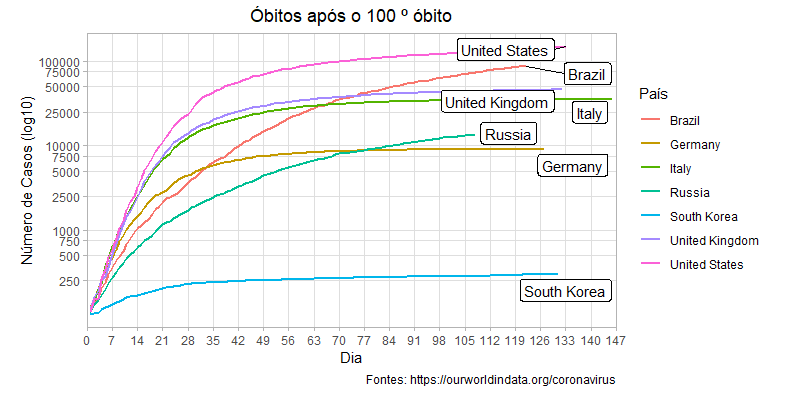 Óbitos após o 100 º óbito
Número de Casos (log10)
100000
75000
50000
25000
10000
7500
5000
2500
1000
750
500
250
United States
Brazil
United Kingdom
Italy
Russia
Germany
South Korea
0 7 14 21 28 35 42 49 56 63 70 77 84 91 98 105 112 119 126 133 140 147
Dia
País
Brazil
Germany
Italy
Russia
South Korea
United Kingdom
United States
Fontes: https://ourworldindata.org/coronavirus